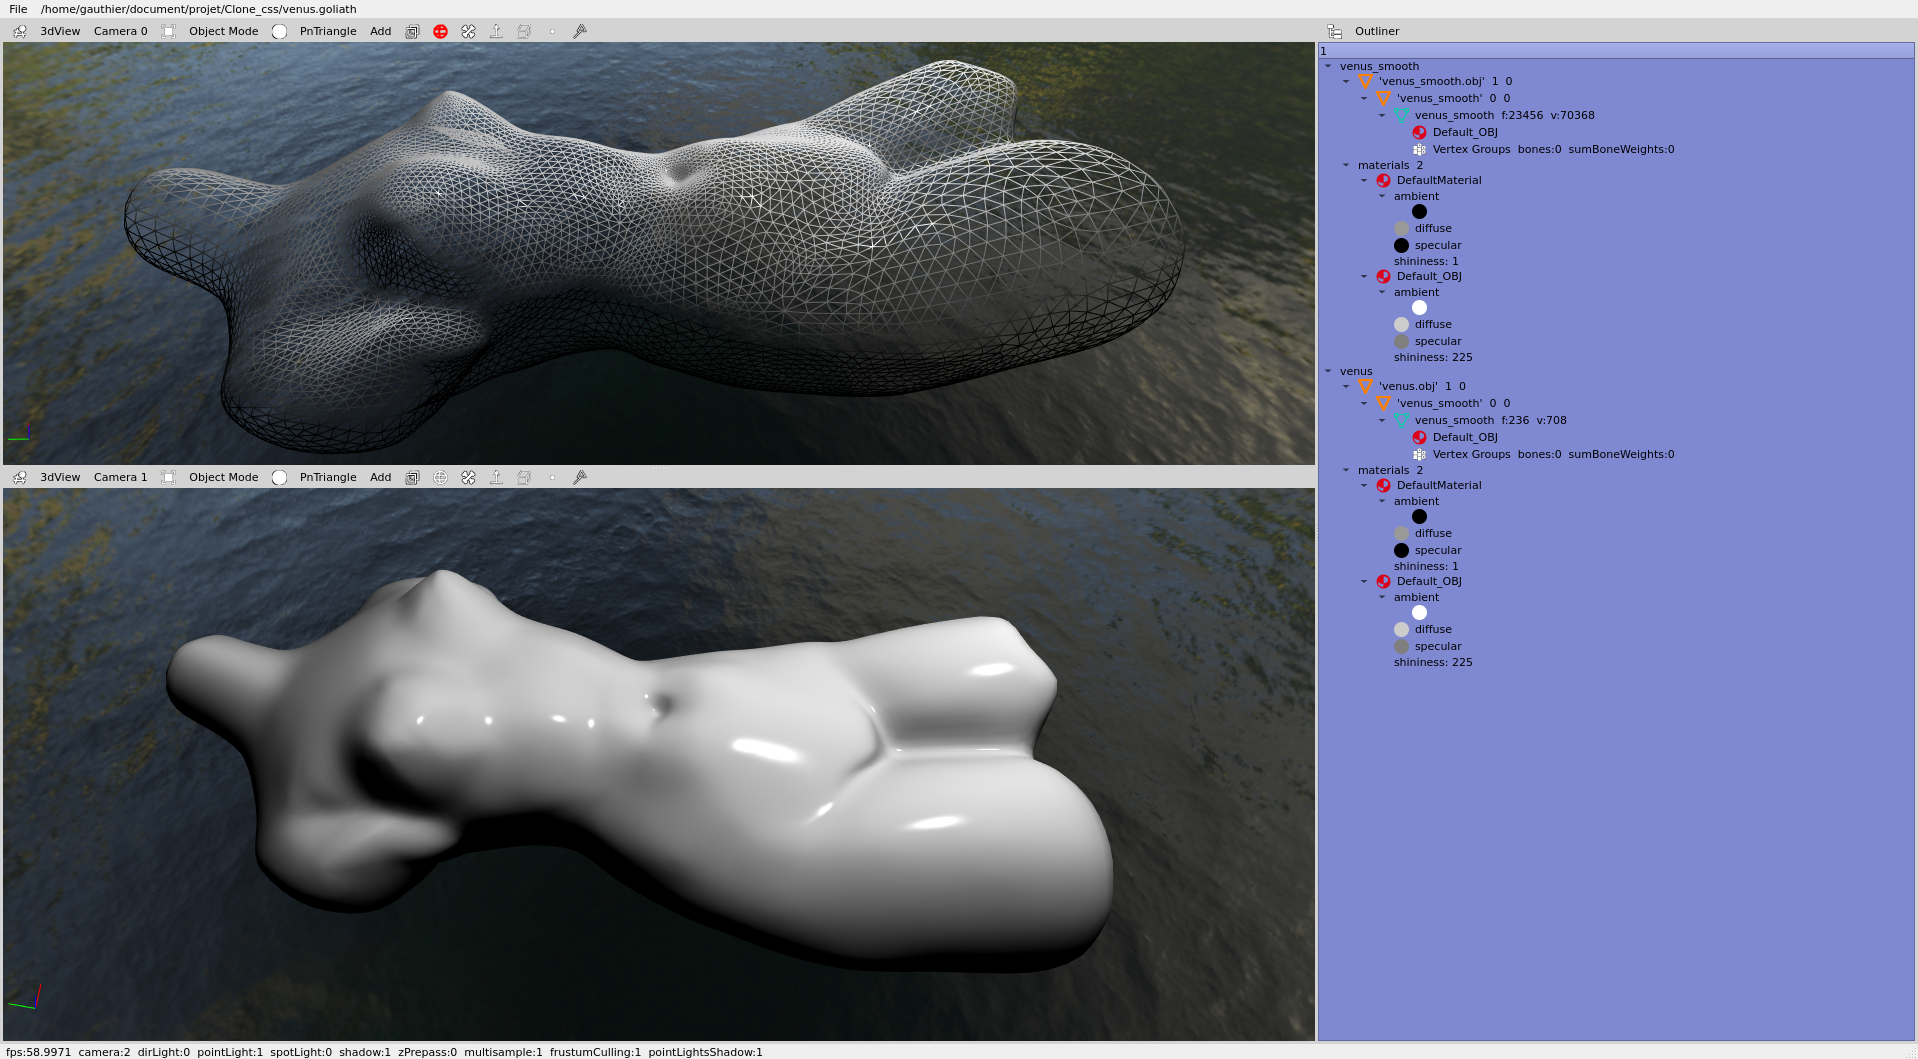 File /home/gauthier/document/projet/Clone_css/venus.goliath
3dView Camera 0 Object Mode PnTriangle Add
Outliner
1
venus_smooth
'venus_smooth.obj' 1 0
'venus_smooth' 0 0
venus_smooth f:23456 v:70368
Default_OBJ
Vertex Groups bones:0 sumBoneWeights:0
materials 2
DefaultMaterial
ambient
diffuse
specular
shininess: 1
Default_OBJ
ambient
diffuse
specular
shininess: 225
venus
'venus.obj' 1 0
'venus_smooth' 0 0
venus_smooth f:236 v:708
Default_OBJ
Vertex Groups bones:0 sumBoneWeights:0
materials 2
DefaultMaterial
ambient
diffuse
specular
shininess: 1
Default_OBJ
ambient
diffuse
specular
shininess: 225
3dView Camera 1 Object Mode PnTriangle Add
fps:58.9971 camera:2 dirLight:0 pointLight:1 spotLight:0 shadow:1 zPrepass:0 multisample:1 frustumCulling:1 pointLightsShadow:1